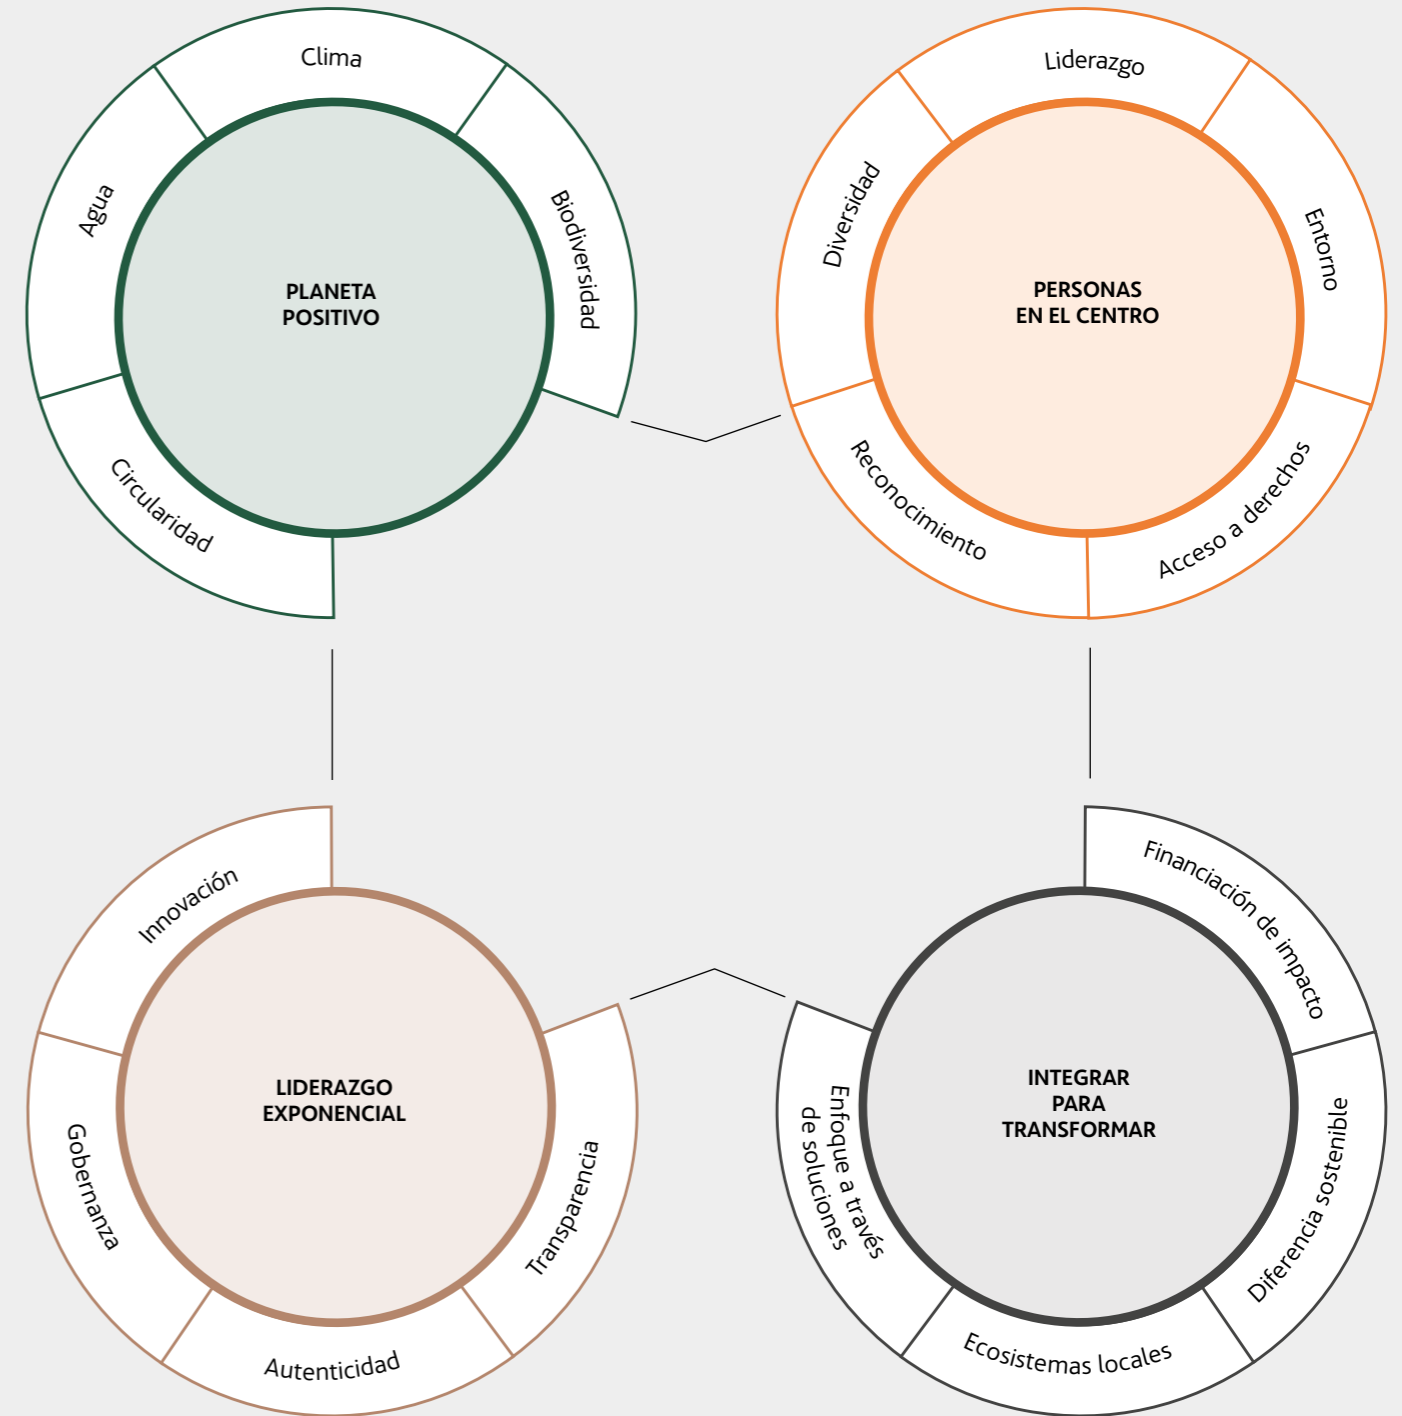 Clima
Agua
Biodiversidad
Circularidad
PLANETA
POSITIVO
Liderazgo
Diversidad
Entorno
Reconocimiento
Acceso a derechos
PERSONAS
EN EL CENTRO
Innovación
Gobernanza
Autenticidad
Transparencia
LIDERAZGO
EXPONENCIAL
Financiación de impacto
Diferencia sostenible
Ecosistemas locales
Enfoque a través
de soluciones
INTEGRAR
PARA
TRANSFORMAR